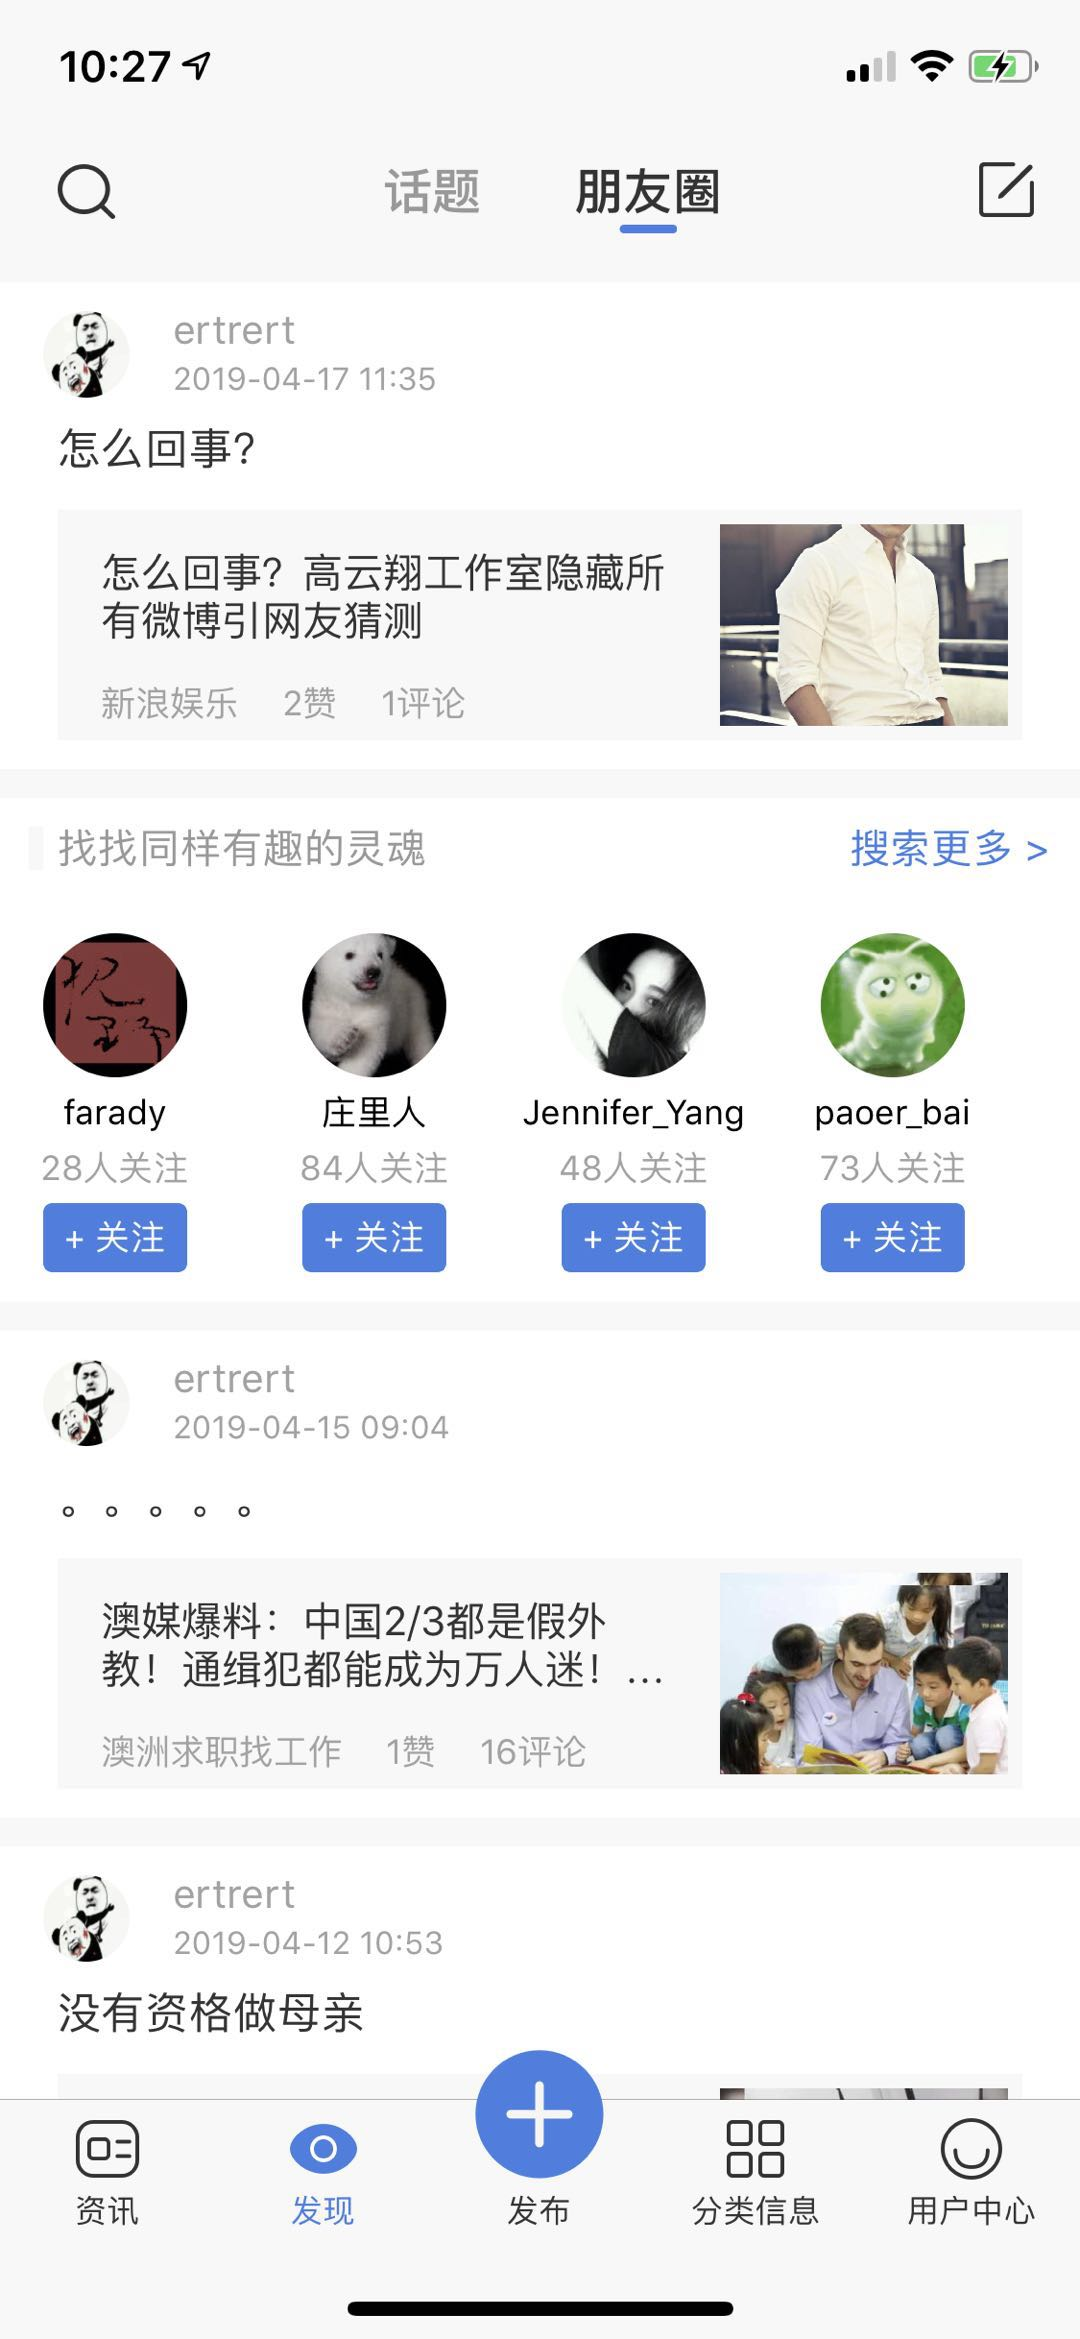 10:27
话题
朋友圈
ertrert
2019-04-17 11:35
怎么回事?
怎么回事？高云翔工作室隐藏所
有微博引网友猜测
新浪娱乐 2赞 1评论
找找同样有趣的灵魂
搜索更多 >
farady
庄里人
Jennifer_Yang
paoer_bai
28人关注
84人关注
48人关注
73人关注
+ 关注
+ 关注
+ 关注
+ 关注
ertrert
2019-04-15 09:04
。。。。。
澳媒爆料：中国2/3都是假外
教！通缉犯都能成为万人迷！...
澳洲求职找工作 1赞 16评论
ertrert
2019-04-12 10:53
没有资格做母亲
资讯
发现
发布
分类信息
用户中心